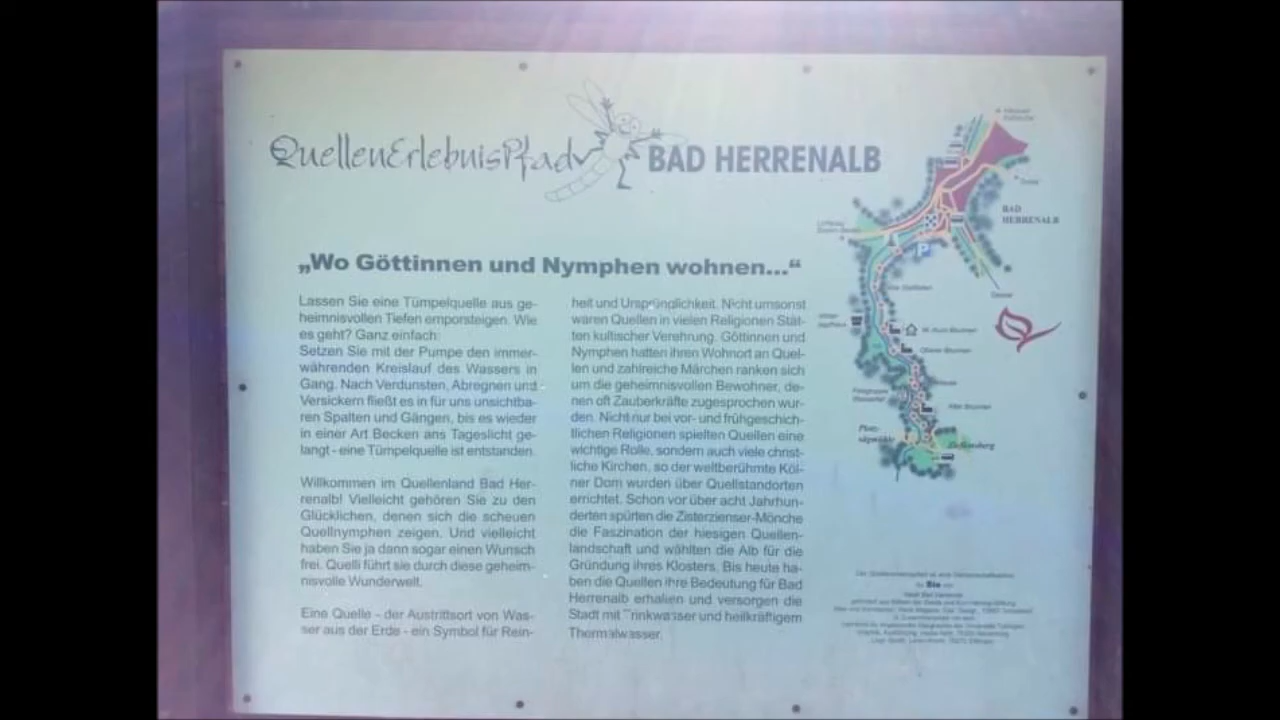 QuellenErlebnisPfad BAD HERRENALB
„Wo Göttinnen und Nymphen wohnen...“
Lassen Sie eine Tümpelquelle aus ge-
heimnisvollen Tiefen emporsteigen. Wie
es geht? Ganz einfach:
Setzen Sie mit der Pumpe den immer-
währenden Kreislauf des Wassers in
Gang. Nach Verdunsten, Abregnen und
Versickern fließt es in für uns unsichtba-
ren Spalten und Gängen, bis es wieder
in einer Art Becken ans Tageslicht ge-
langt - eine Tümpelquelle ist entstanden.
Willkommen im Quellenland Bad Her-
renalb! Vielleicht gehören Sie zu den
Glücklichen, denen sich die scheuen
Quellnymphen zeigen. Und vielleicht
haben Sie ja dann sogar einen Wunsch
frei. Quelli führt sie durch diese geheim-
nisvolle Wunderwelt.
Eine Quelle - der Austrittsort von Was-
ser aus der Erde - ein Symbol für Rein-
heit und Ursprünglichkeit. Nicht umsonst
waren Quellen in vielen Religionen Stät-
ten kultischer Verehrung. Göttinnen und
Nymphen hatten ihren Wohnort an Quel-
len und zahlreiche Märchen ranken sich
um die geheimnisvollen Bewohner, de-
nen oft Zauberkräfte zugesprochen wur-
den. Nicht nur bei vor- und frühgeschich-
tlichen Religionen spielten Quellen eine
wichtige Rolle, sondern auch viele christ-
liche Kirchen, so der weltberühmte Köl-
ner Dom wurden über Quellstandorten
errichtet. Schon vor über acht Jahrhun-
derten spürten die Zisterzienser-Mönche
die Faszination der hiesigen Quellen-
landschaft und wählten die Alb für die
Gründung ihres Klosters. Bis heute ha-
ben die Quellen ihre Bedeutung für Bad
Herrenalb erhalten und versorgen die
Stadt mit Trinkwasser und heilkräftigem
Thermalwasser.
BAD
HERRENALB
P